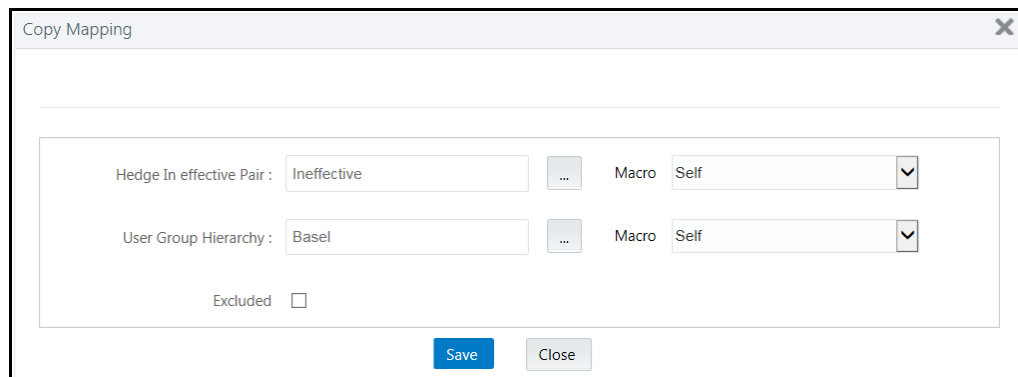 Copy Mapping
Hedge In effective Pair : Ineffective ... Macro Self
User Group Hierarchy : Basel ... Macro Self
Excluded
Save Close